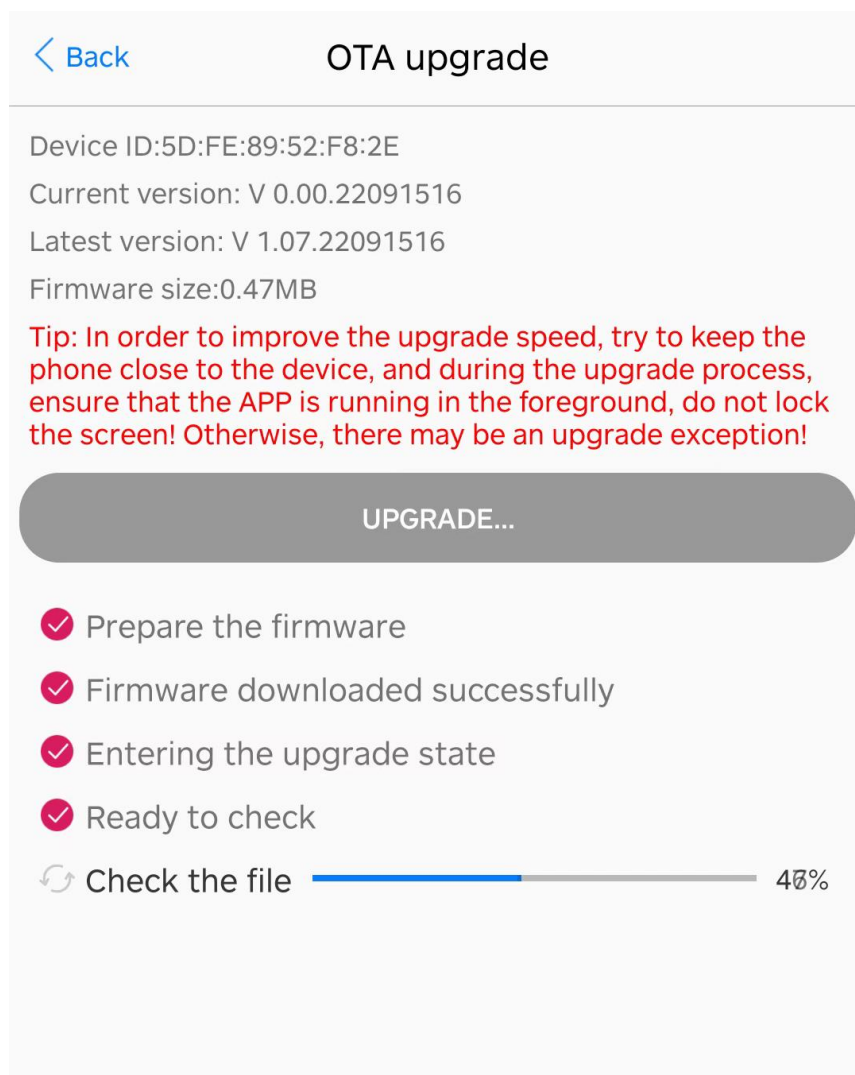 Back
OTA upgrade
Device ID:5D:FE:89:52:F8:2E
Current version: V 0.00.22091516
Latest version: V 1.07.22091516
Firmware size:0.47MB
Tip: In order to improve the upgrade speed, try to keep the
phone close to the device, and during the upgrade process,
ensure that the APP is running in the foreground, do not lock
the screen! Otherwise, there may be an upgrade exception!
UPGRADE...
Prepare the firmware
Firmware downloaded successfully
Entering the upgrade state
Ready to check
Check the file